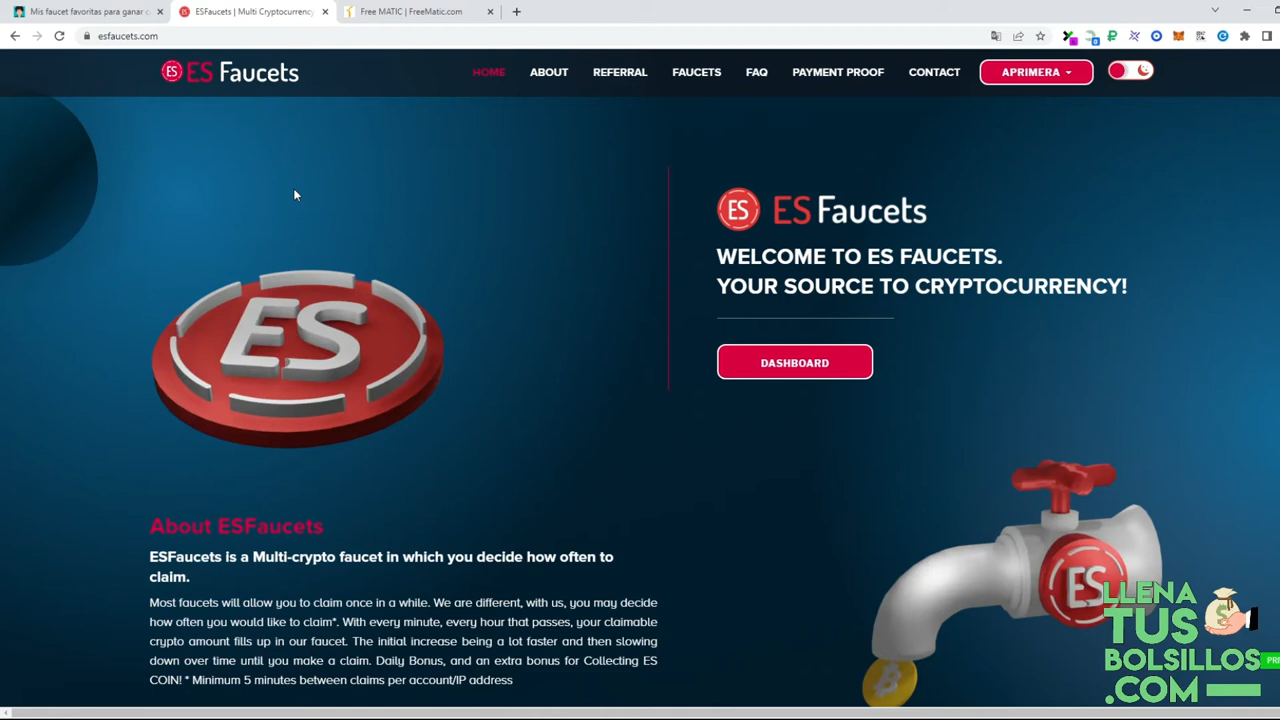 Mis faucet favoritas para ganar c
ESFaucets | Multi Cryptocurrency
Free MATIC | FreeMatic.com
esfaucets.com
ES Faucets
HOME
ABOUT
REFERRAL
FAUCETS
FAQ
PAYMENT PROOF
CONTACT
APRIMERA
ES
ES Faucets
WELCOME TO ES FAUCETS.
YOUR SOURCE TO CRYPTOCURRENCY!
DASHBOARD
ES
About ESFaucets
ESFaucets is a Multi-crypto faucet in which you decide how often to
claim.
Most faucets will allow you to claim once in a while. We are different, with us, you may decide
how often you would like to claim*. With every minute, every hour that passes, your claimable
crypto amount fills up in our faucet. The initial increase being a lot faster and then slowing
down over time until you make a claim. Daily Bonus, and an extra bonus for Collecting ES
COIN! * Minimum 5 minutes between claims per account/IP address
ES
LLENA
TUS
BOLSILLOS
.COM
PRI